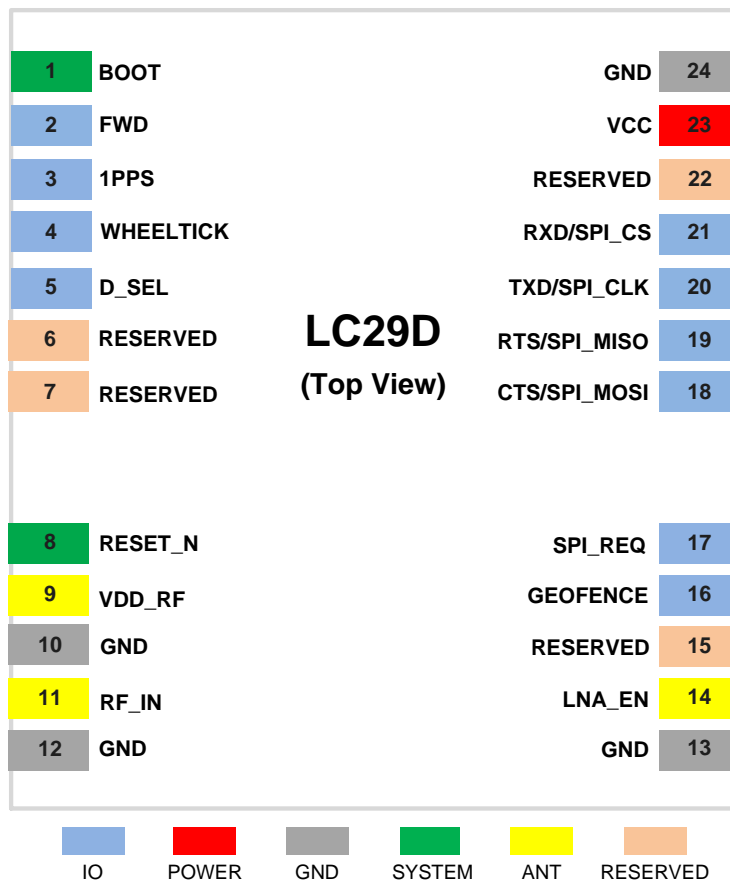 1 BOOT
GND 24
2 FWD
VCC 23
3 1PPS
RESERVED 22
4 WHEELTICK
RXD/SPI_CS 21
5 D_SEL
TXD/SPI_CLK 20
6 RESERVED
LC29D
RTS/SPI_MISO 19
7 RESERVED
(Top View)
CTS/SPI_MOSI 18
8 RESET_N
SPI_REQ 17
9 VDD_RF
GEOFENCE 16
10 GND
RESERVED 15
11 RF_IN
LNA_EN 14
12 GND
GND 13
IO POWER GND SYSTEM ANT RESERVED